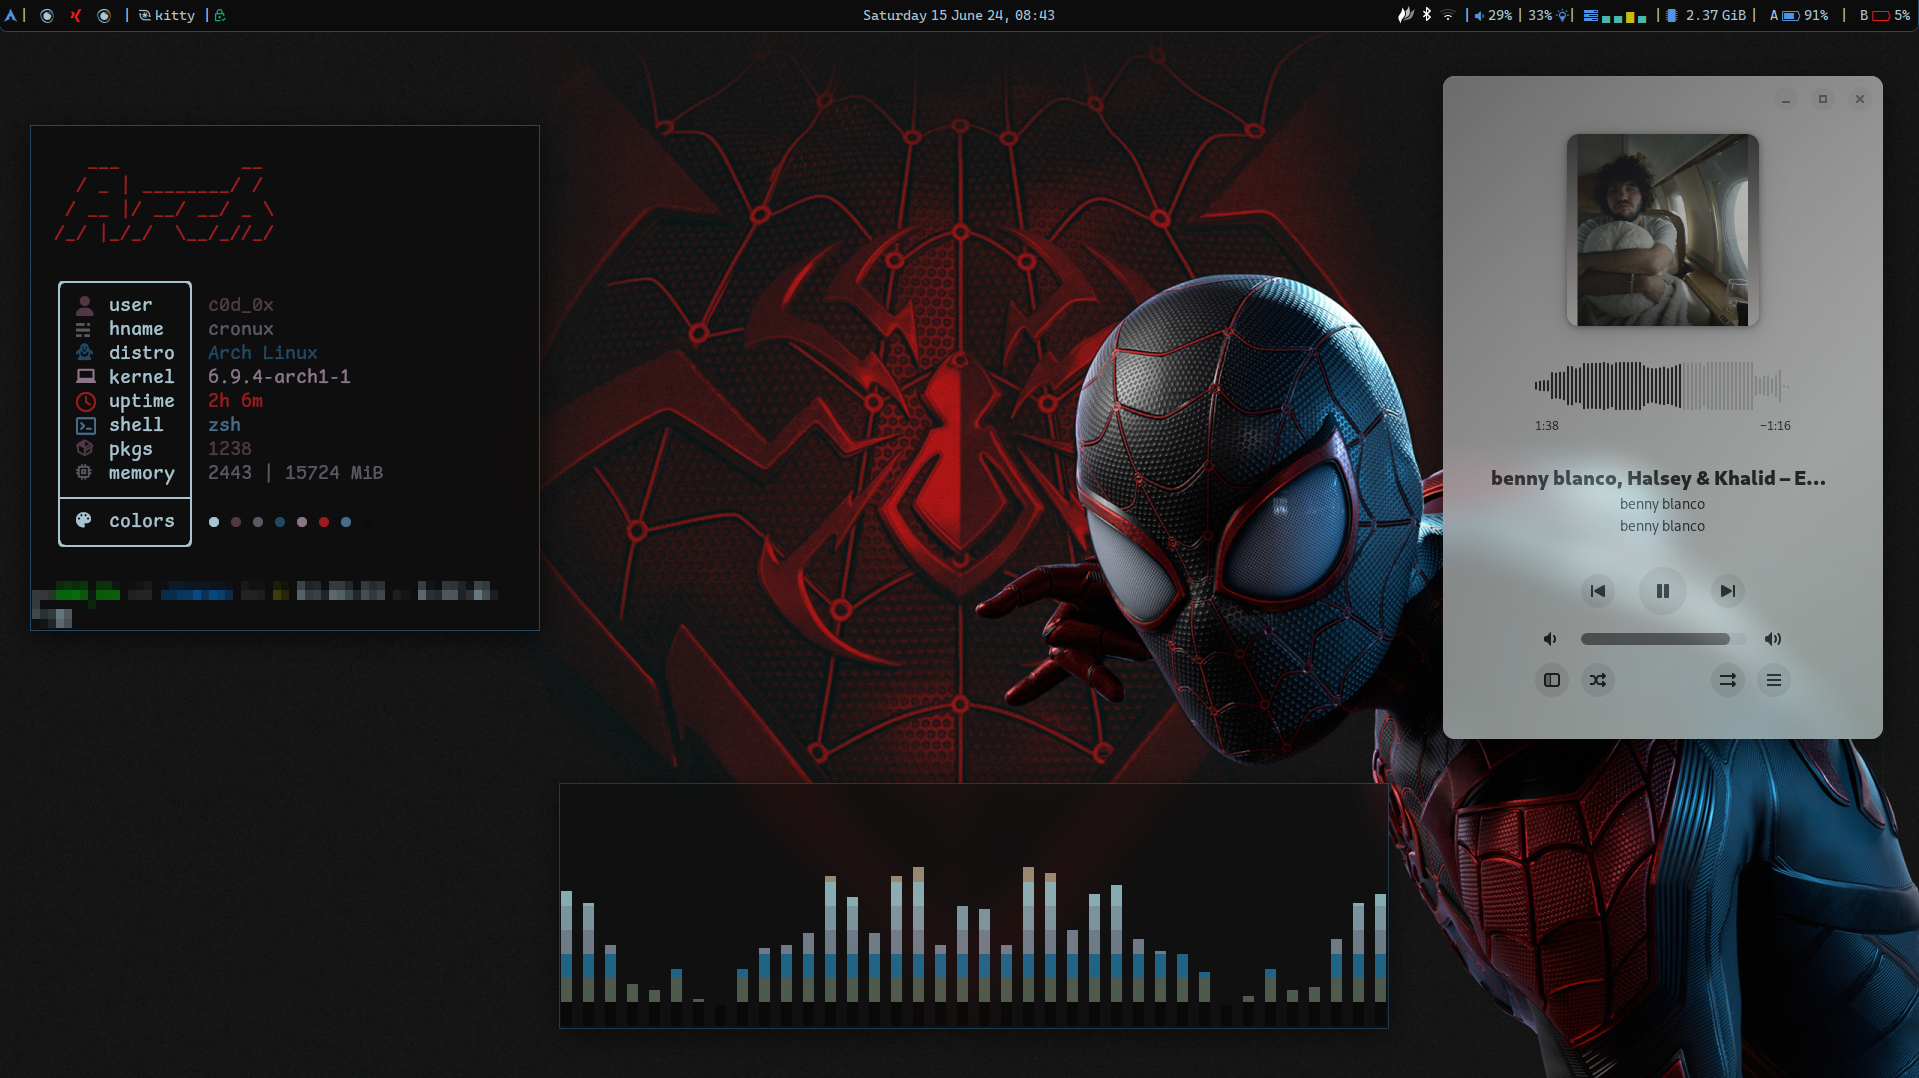 kitty
Saturday 15 June 24, 08:43
29%
33%
2.37 GiB
A 91%
B 5%
user c0d_0x
hname cronux
distro Arch Linux
kernel 6.9.4-arch1-1
uptime 2h 6m
shell zsh
pkgs 1238
memory 2443 | 15724 MiB
colors
1:38
−1:16
benny blanco, Halsey & Khalid – E...
benny blanco
benny blanco